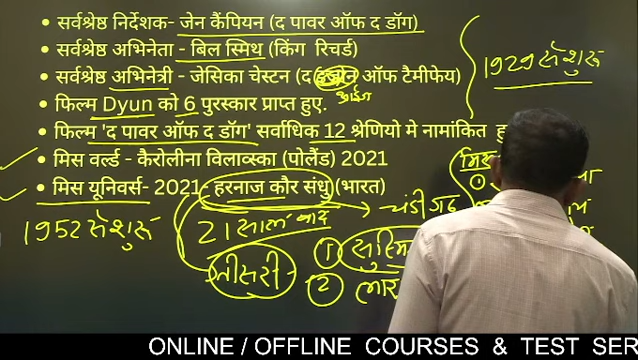 • सर्वश्रेष्ठ निर्देशक- जेन कैंपियन (द पावर ऑफ द डॉग)
• सर्वश्रेष्ठ अभिनेता - बिल स्मिथ (किंग रिचर्ड)
• सर्वश्रेष्ठ अभिनेत्री - जेसिका चेस्टन (द ऑफ टैमीफेय)
• फिल्म Dyun को 6 पुरस्कार प्राप्त हुए.
• फिल्म 'द पावर ऑफ द डॉग' सर्वाधिक 12 श्रेणियो मे नामांकित
• मिस वर्ल्ड - कैरोलीना विलाव्स्का (पोलैंड) 2021
• मिस यूनिवर्स- 2021- हरनाज कौर संधु (भारत)
1929 से शुरू
1952 से शुरू
21 साल बाद
चंडीगढ़
तीसरी
①
②
ONLINE / OFFLINE COURSES & TEST SER